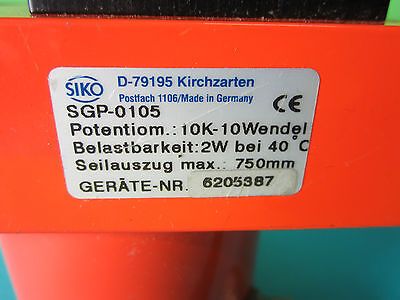 SIKO
D-79195 Kirchzarten
Postfach 1106/Made in Germany
SGP-0105 CE
Potentiom.: 10K-10Wendel
Belastbarkeit: 2W bei 40°C
Seilauszug max.: 750mm
GERÄTE-NR. 6205387